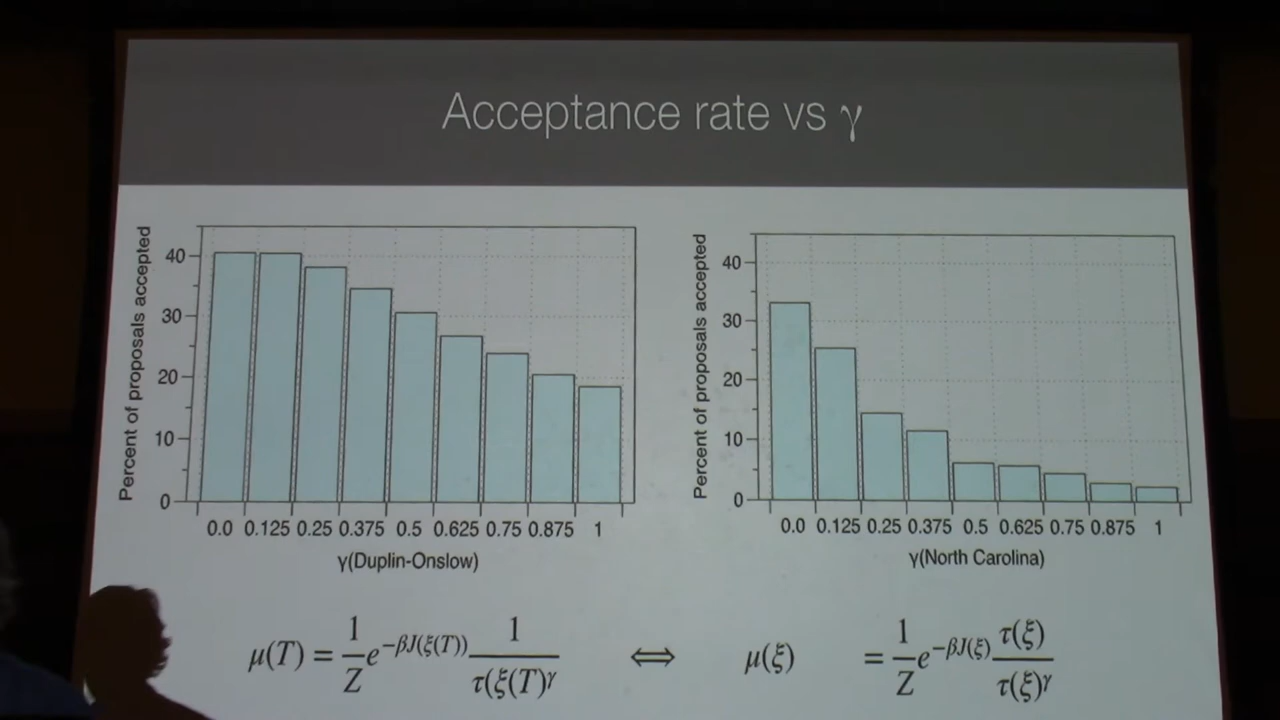 Acceptance rate vs γ
Percent of proposals accepted
40
30
20
10
0
0.0 0.125 0.25 0.375 0.5 0.625 0.75 0.875 1
γ(Duplin-Onslow)
Percent of proposals accepted
40
30
20
10
0
0.0 0.125 0.25 0.375 0.5 0.625 0.75 0.875 1
γ(North Carolina)
μ(T) = 1/Z e^{-βJ(ξ(T))} 1/τ(ξ(T)^γ ⟺ μ(ξ) = 1/Z e^{-βJ(ξ)} τ(ξ)/τ(ξ)^γ